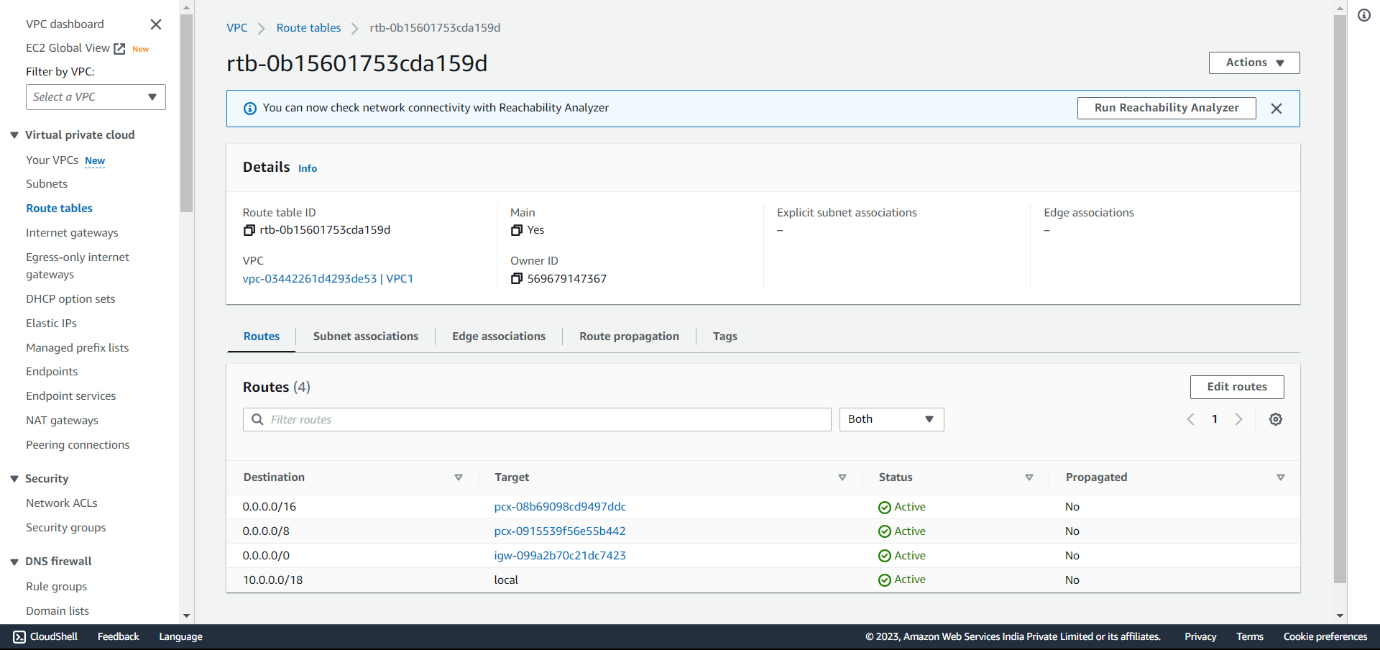 VPC dashboard
EC2 Global View New
Filter by VPC:
Select a VPC
Virtual private cloud
Your VPCs New
Subnets
Route tables
Internet gateways
Egress-only internet
gateways
DHCP option sets
Elastic IPs
Managed prefix lists
Endpoints
Endpoint services
NAT gateways
Peering connections
Security
Network ACLs
Security groups
DNS firewall
Rule groups
Domain lists
VPC Route tables rtb-0b15601753cda159d
rtb-0b15601753cda159d
Actions
You can now check network connectivity with Reachability Analyzer
Run Reachability Analyzer
Details Info
Route table ID
rtb-0b15601753cda159d
VPC
vpc-03442261d4293de53 | VPC1
Main
Yes
Owner ID
569679147367
Explicit subnet associations
–
Edge associations
–
Routes Subnet associations Edge associations Route propagation Tags
Routes (4)
Edit routes
Filter routes
Both
1
Destination Target Status Propagated
0.0.0.0/16 pcx-08b69098cd9497ddc Active No
0.0.0.0/8 pcx-0915539f56e55b442 Active No
0.0.0.0/0 igw-099a2b70c21dc7423 Active No
10.0.0.0/18 local Active No
CloudShell Feedback Language © 2023, Amazon Web Services India Private Limited or its affiliates. Privacy Terms Cookie preferences